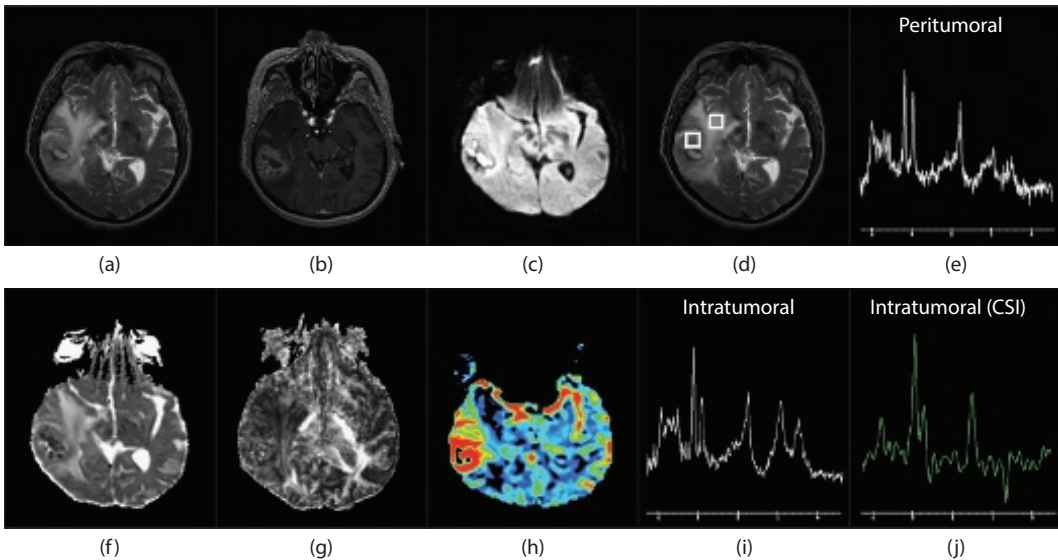 Peritumoral
(a)
(b)
(c)
(d)
(e)
Intratumoral
Intratumoral (CSI)
(f)
(g)
(h)
(i)
(j)